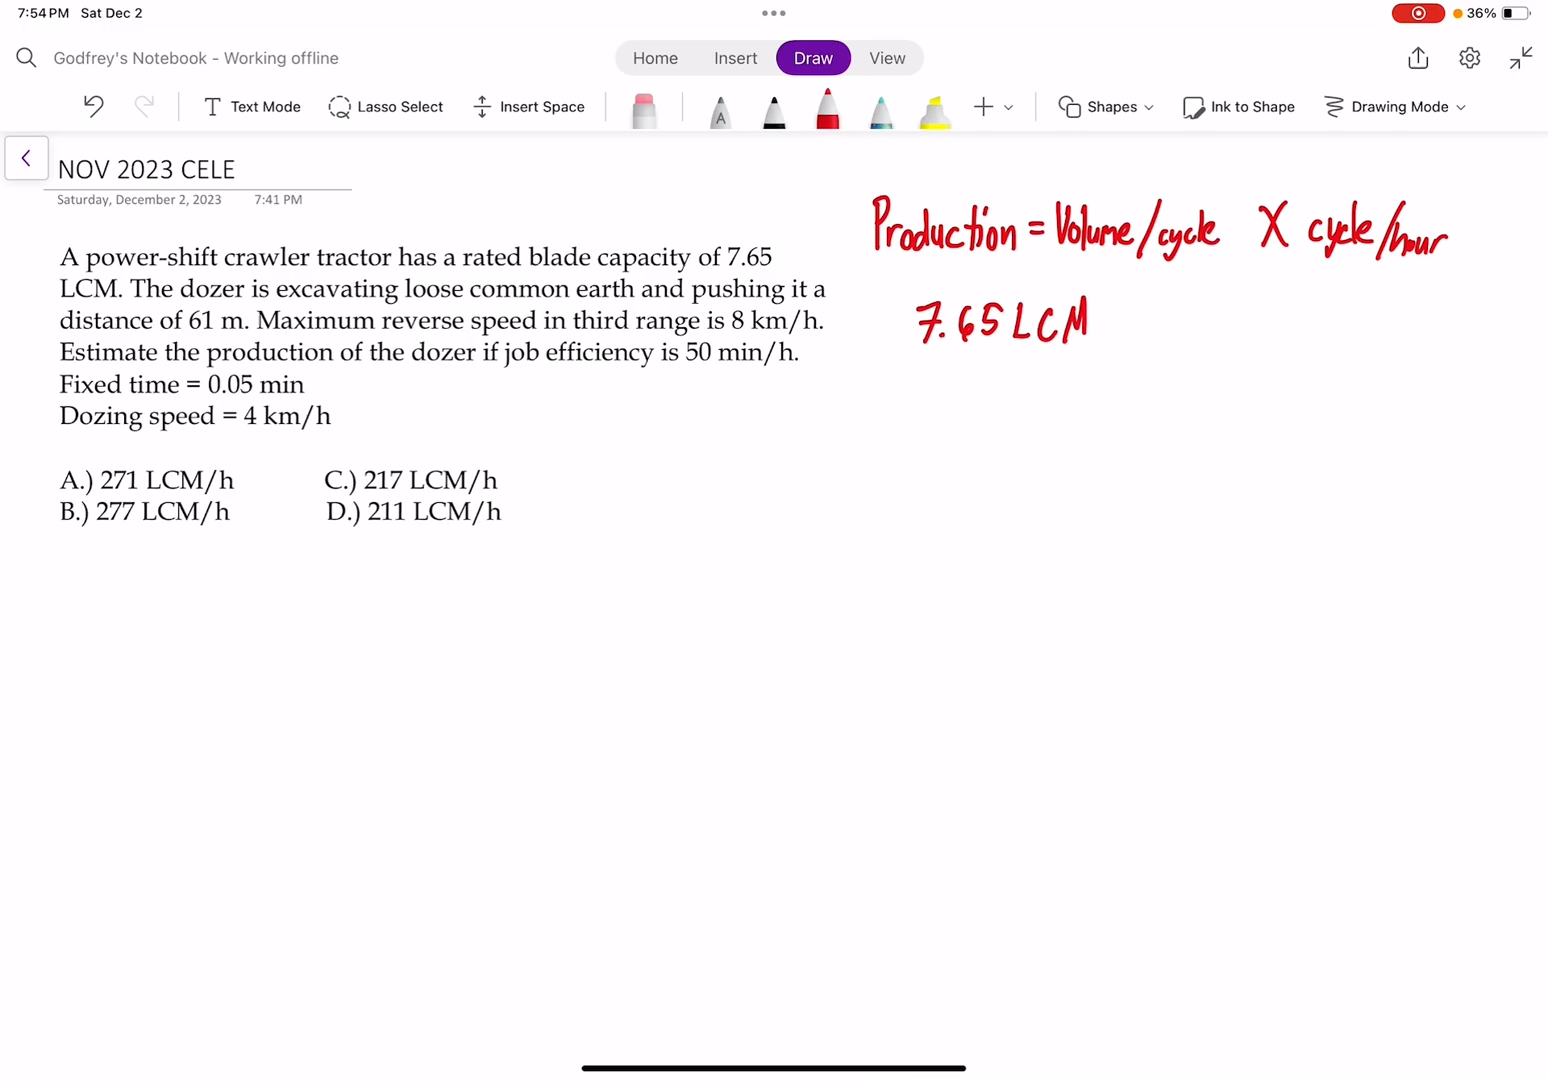 7:54 PM Sat Dec 2
36%
Godfrey's Notebook - Working offline
Home Insert Draw View
Text Mode Lasso Select Insert Space A Shapes Ink to Shape Drawing Mode
NOV 2023 CELE
Saturday, December 2, 2023 7:41 PM
A power-shift crawler tractor has a rated blade capacity of 7.65
LCM. The dozer is excavating loose common earth and pushing it a
distance of 61 m. Maximum reverse speed in third range is 8 km/h.
Estimate the production of the dozer if job efficiency is 50 min/h.
Fixed time = 0.05 min
Dozing speed = 4 km/h
A.) 271 LCM/h C.) 217 LCM/h
B.) 277 LCM/h D.) 211 LCM/h
Production = Volume/cycle X cycle/hour
7.65 LCM